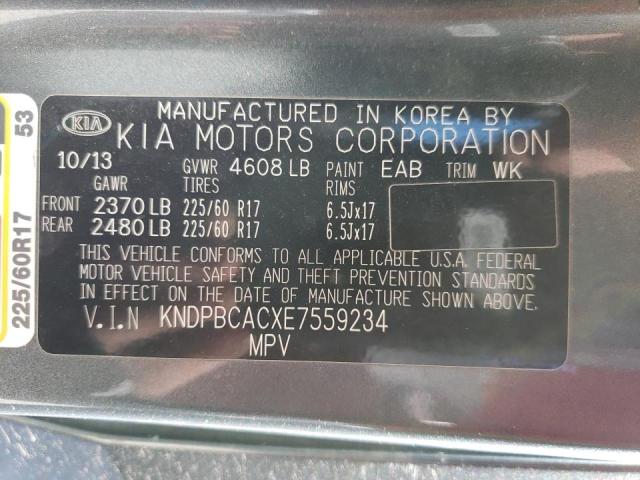 MANUFACTURED IN KOREA BY
KIA KIA MOTORS CORPORATION
10/13 GVWR 4608 LB PAINT EAB TRIM WK
GAWR TIRES RIMS
FRONT 2370 LB 225/60 R17 6.5Jx17
REAR 2480 LB 225/60 R17 6.5Jx17
THIS VEHICLE CONFORMS TO ALL APPLICABLE U.S.A. FEDERAL
MOTOR VEHICLE SAFETY AND THEFT PREVENTION STANDARDS
IN EFFECT ON THE DATE OF MANUFACTURE SHOWN ABOVE.
V.I.N KNDPBCACXE7559234
MPV
225/60R17 53